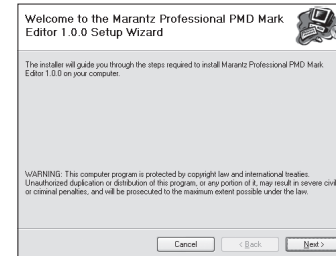 Welcome to the Marantz Professional PMD Mark
Editor 1.0.0 Setup Wizard
The installer will guide you through the steps required to install Marantz Professional PMD Mark
Editor 1.0.0 on your computer.
WARNING: This computer program is protected by copyright law and international treaties.
Unauthorized duplication or distribution of this program, or any portion of it, may result in severe civil
or criminal penalties, and will be prosecuted to the maximum extent possible under the law.
Cancel
< Back
Next >